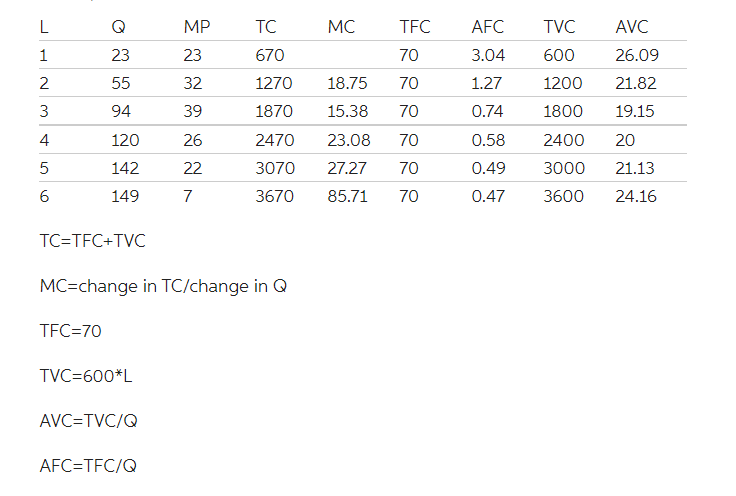 L Q MP TC MC TFC AFC TVC AVC
1 23 23 670 70 3.04 600 26.09
2 55 32 1270 18.75 70 1.27 1200 21.82
3 94 39 1870 15.38 70 0.74 1800 19.15
4 120 26 2470 23.08 70 0.58 2400 20
5 142 22 3070 27.27 70 0.49 3000 21.13
6 149 7 3670 85.71 70 0.47 3600 24.16
TC=TFC+TVC
MC=change in TC/change in Q
TFC=70
TVC=600*L
AVC=TVC/Q
AFC=TFC/Q